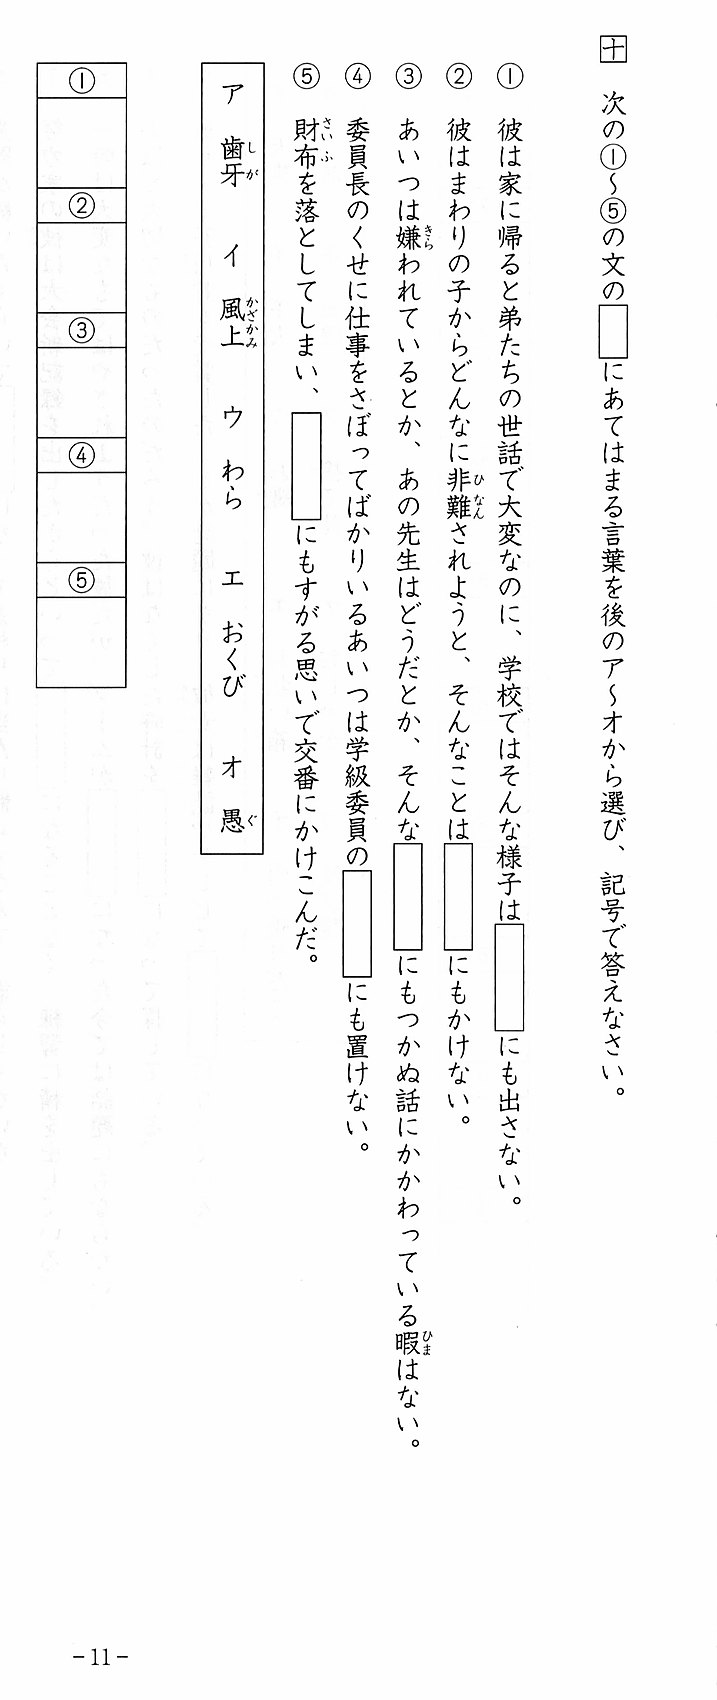 十 次の①～⑤の文の□にあてはまる言葉を後のア～オから選び、記号で答えなさい。
① 彼は家に帰ると弟たちの世話で大変なのに、学校ではそんな様子は□にも出さない。
② 彼はまわりの子からどんなに非難されようと、そんなことは□にもかけない。
③ あいつは嫌われているとか、あの先生はどうだとか、そんな□にもつかぬ話にかかわっている暇はない。
④ 委員長のくせに仕事をさぼってばかりいるあいつは学級委員の□にも置けない。
⑤ 財布を落としてしまい、□にもすがる思いで交番にかけこんだ。
ア 歯牙 イ 風上 ウ わら エ おくび オ 愚
① ② ③ ④ ⑤
-11-